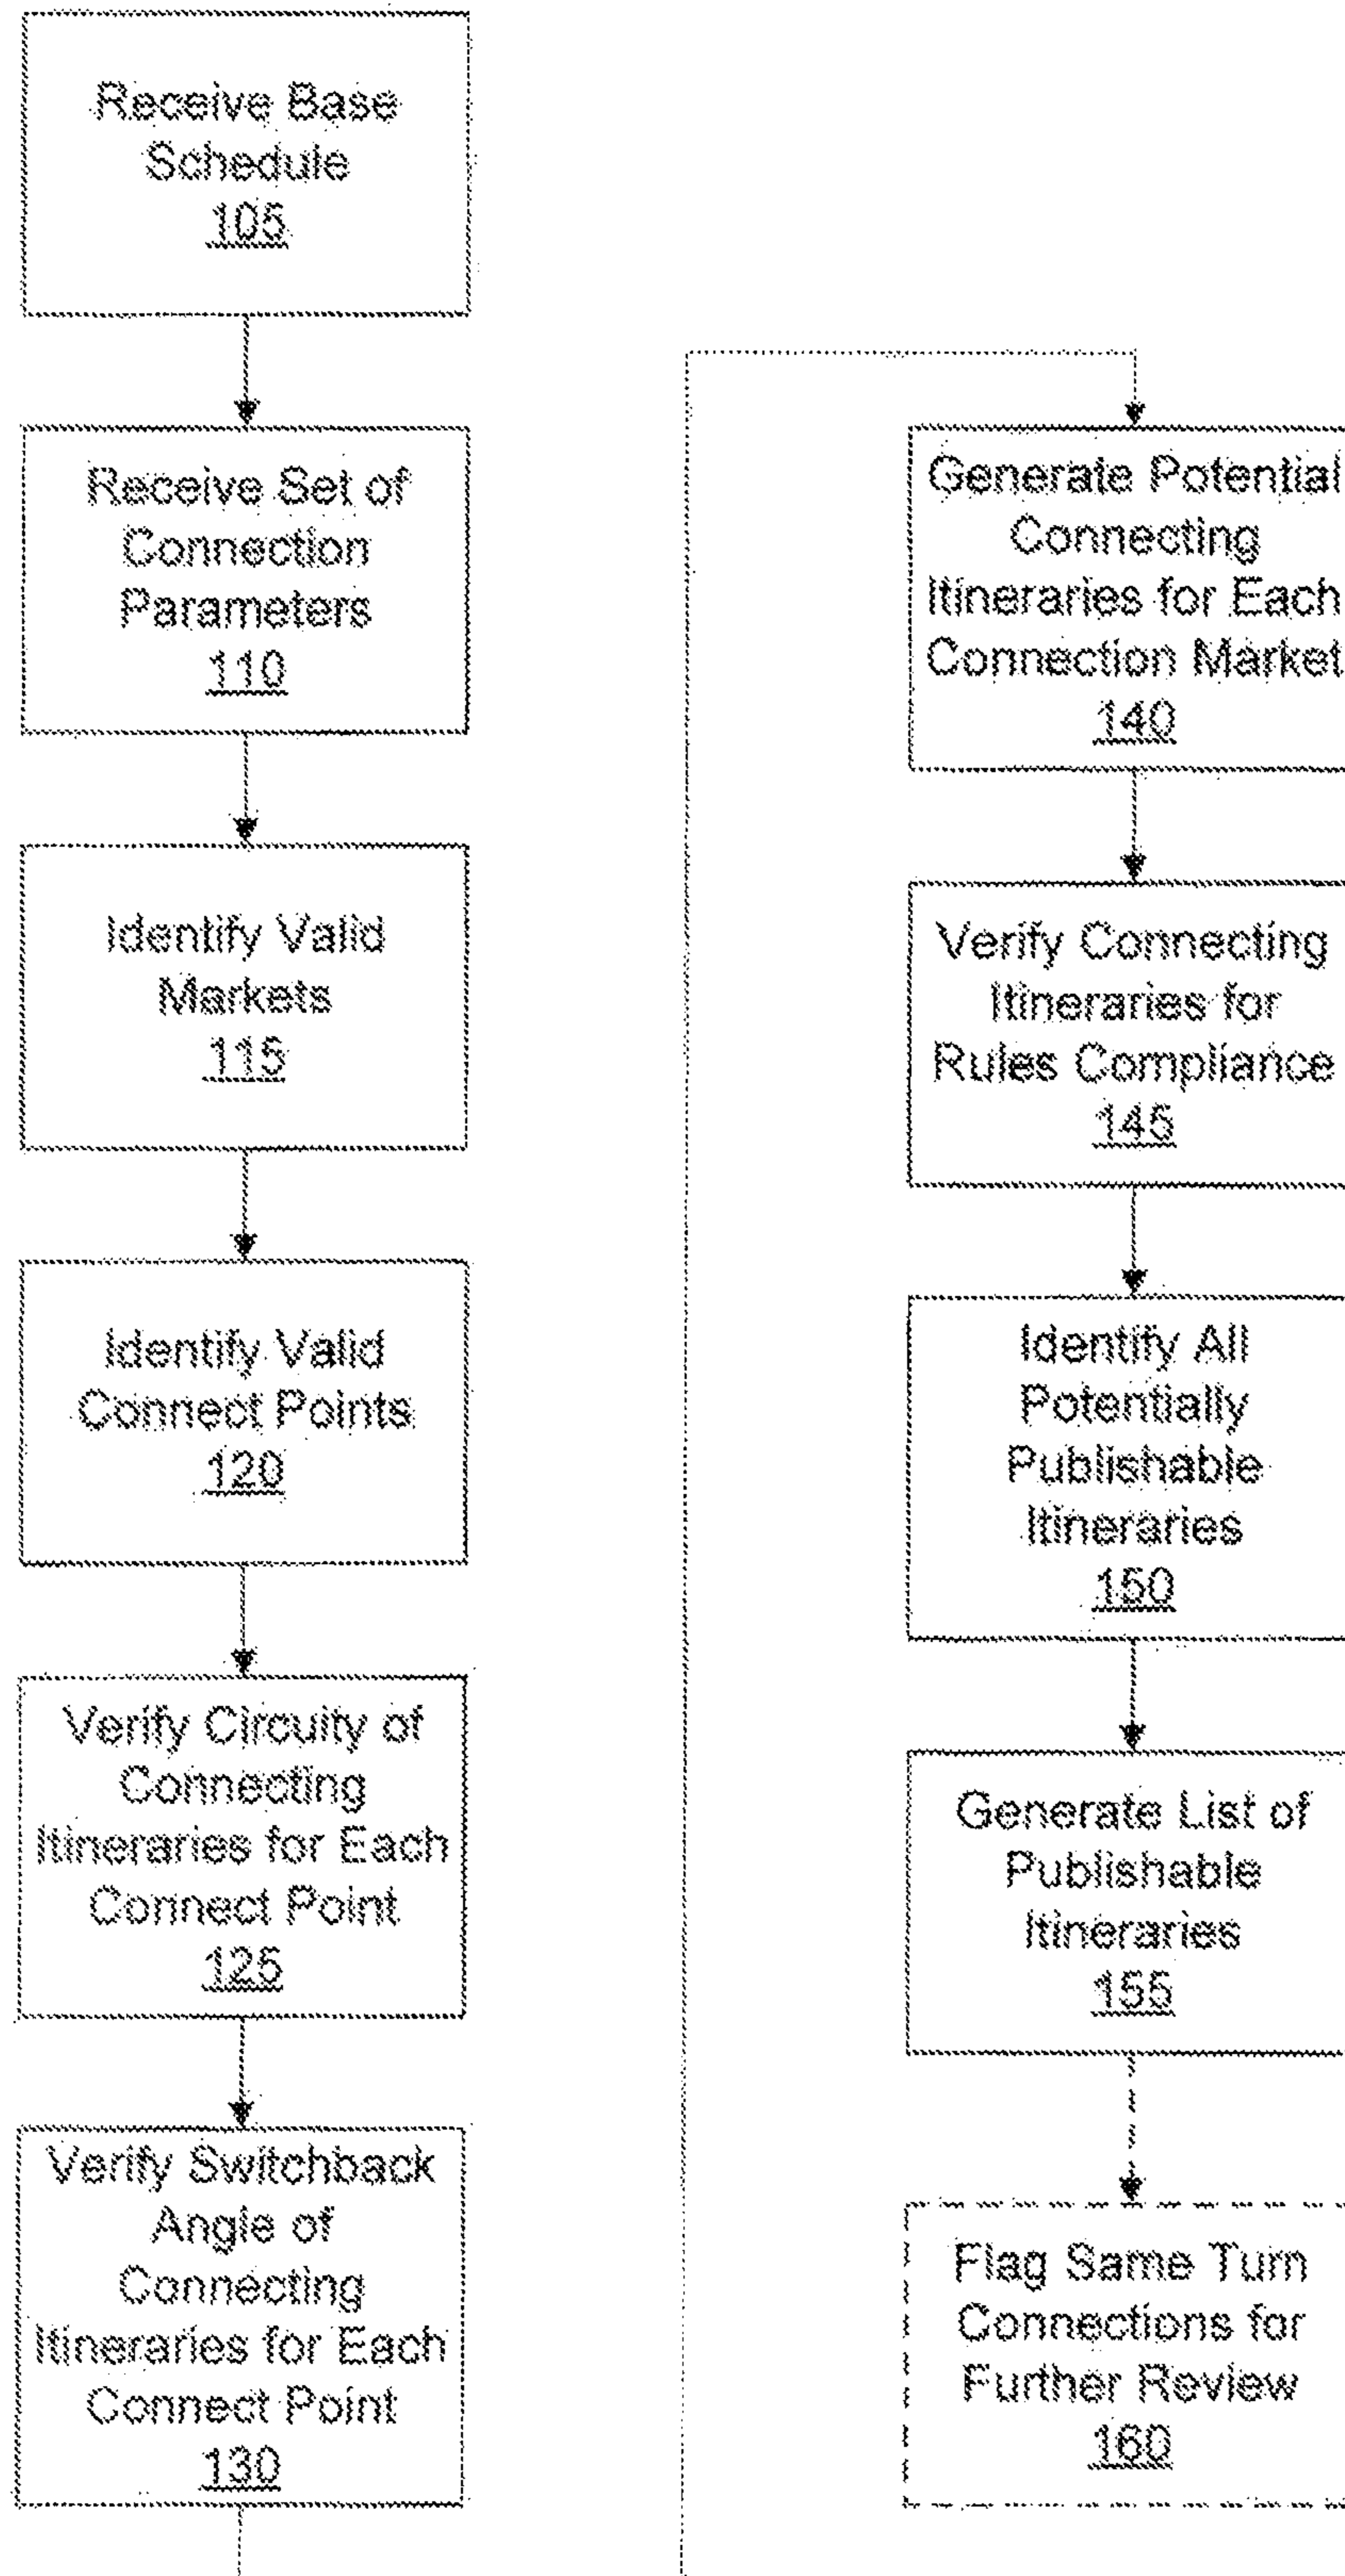 Receive Base
Schedule
105
Receive Set of
Connection
Parameters
110
Identify Valid
Markets
115
Identify Valid
Connect Points
120
Verify Circuity of
Connecting
Itineraries for Each
Connect Point
125
Verify Switchback
Angle of
Connecting
Itineraries for Each
Connect Point
130
Generate Potential
Connecting
Itineraries for Each
Connection Market
140
Verify Connecting
Itineraries for
Rules Compliance
145
Identify All
Potentially
Publishable
Itineraries
150
Generate List of
Publishable
Itineraries
155
Flag Same Turn
Connections for
Further Review
160